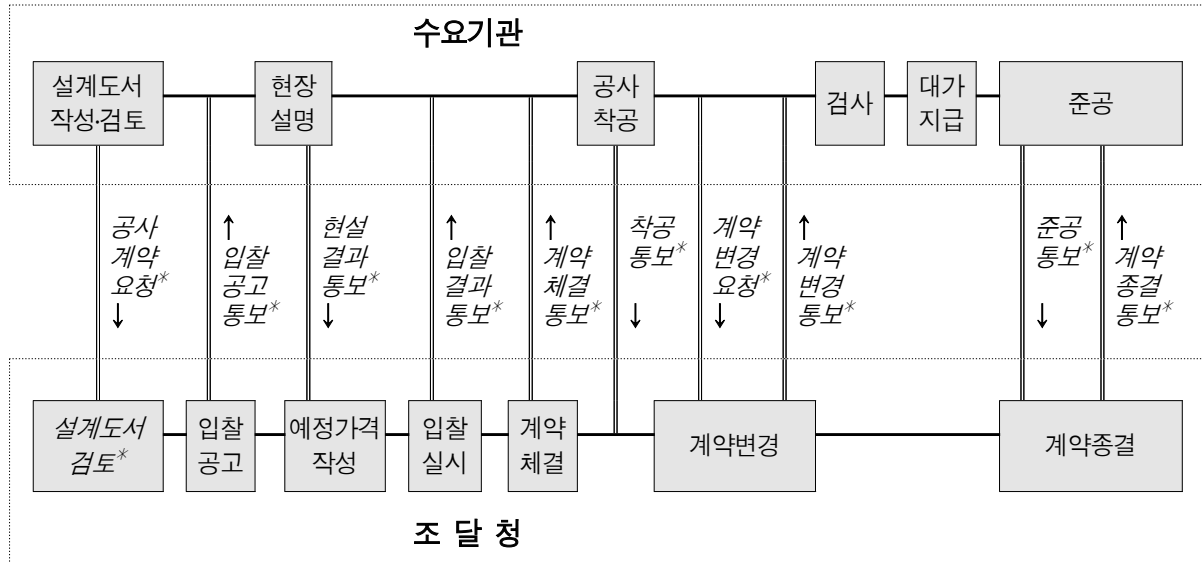 수요기관
설계도서
작성·검토
현장
설명
공사
착공
검사
대가
지급
준공
공사
계약
요청*
↓
↑
입찰
공고
통보*
현설
결과
통보*
↓
↑
입찰
결과
통보*
↑
계약
체결
통보*
착공
통보*
↓
계약
변경
요청*
↓
↑
계약
변경
통보*
준공
통보*
↓
↑
계약
종결
통보*
설계도서
검토*
입찰
공고
예정가격
작성
입찰
실시
계약
체결
계약변경
계약종결
조 달 청